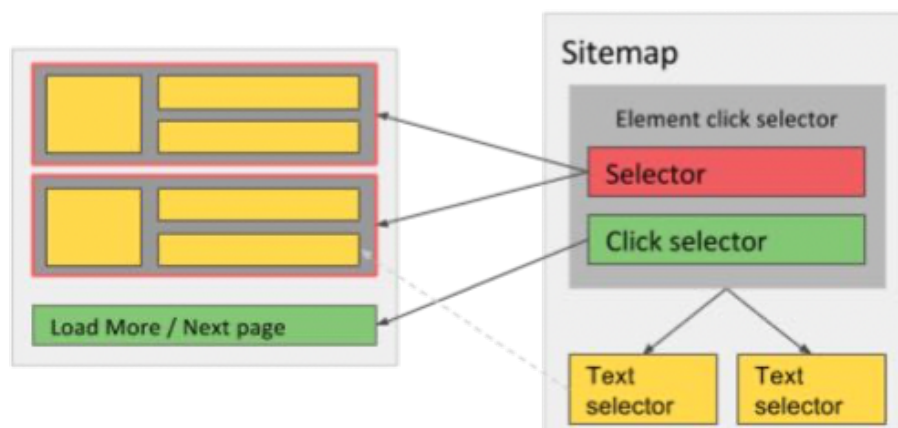 Sitemap
Element click selector
Selector
Click selector
Load More / Next page
Text
selector
Text
selector